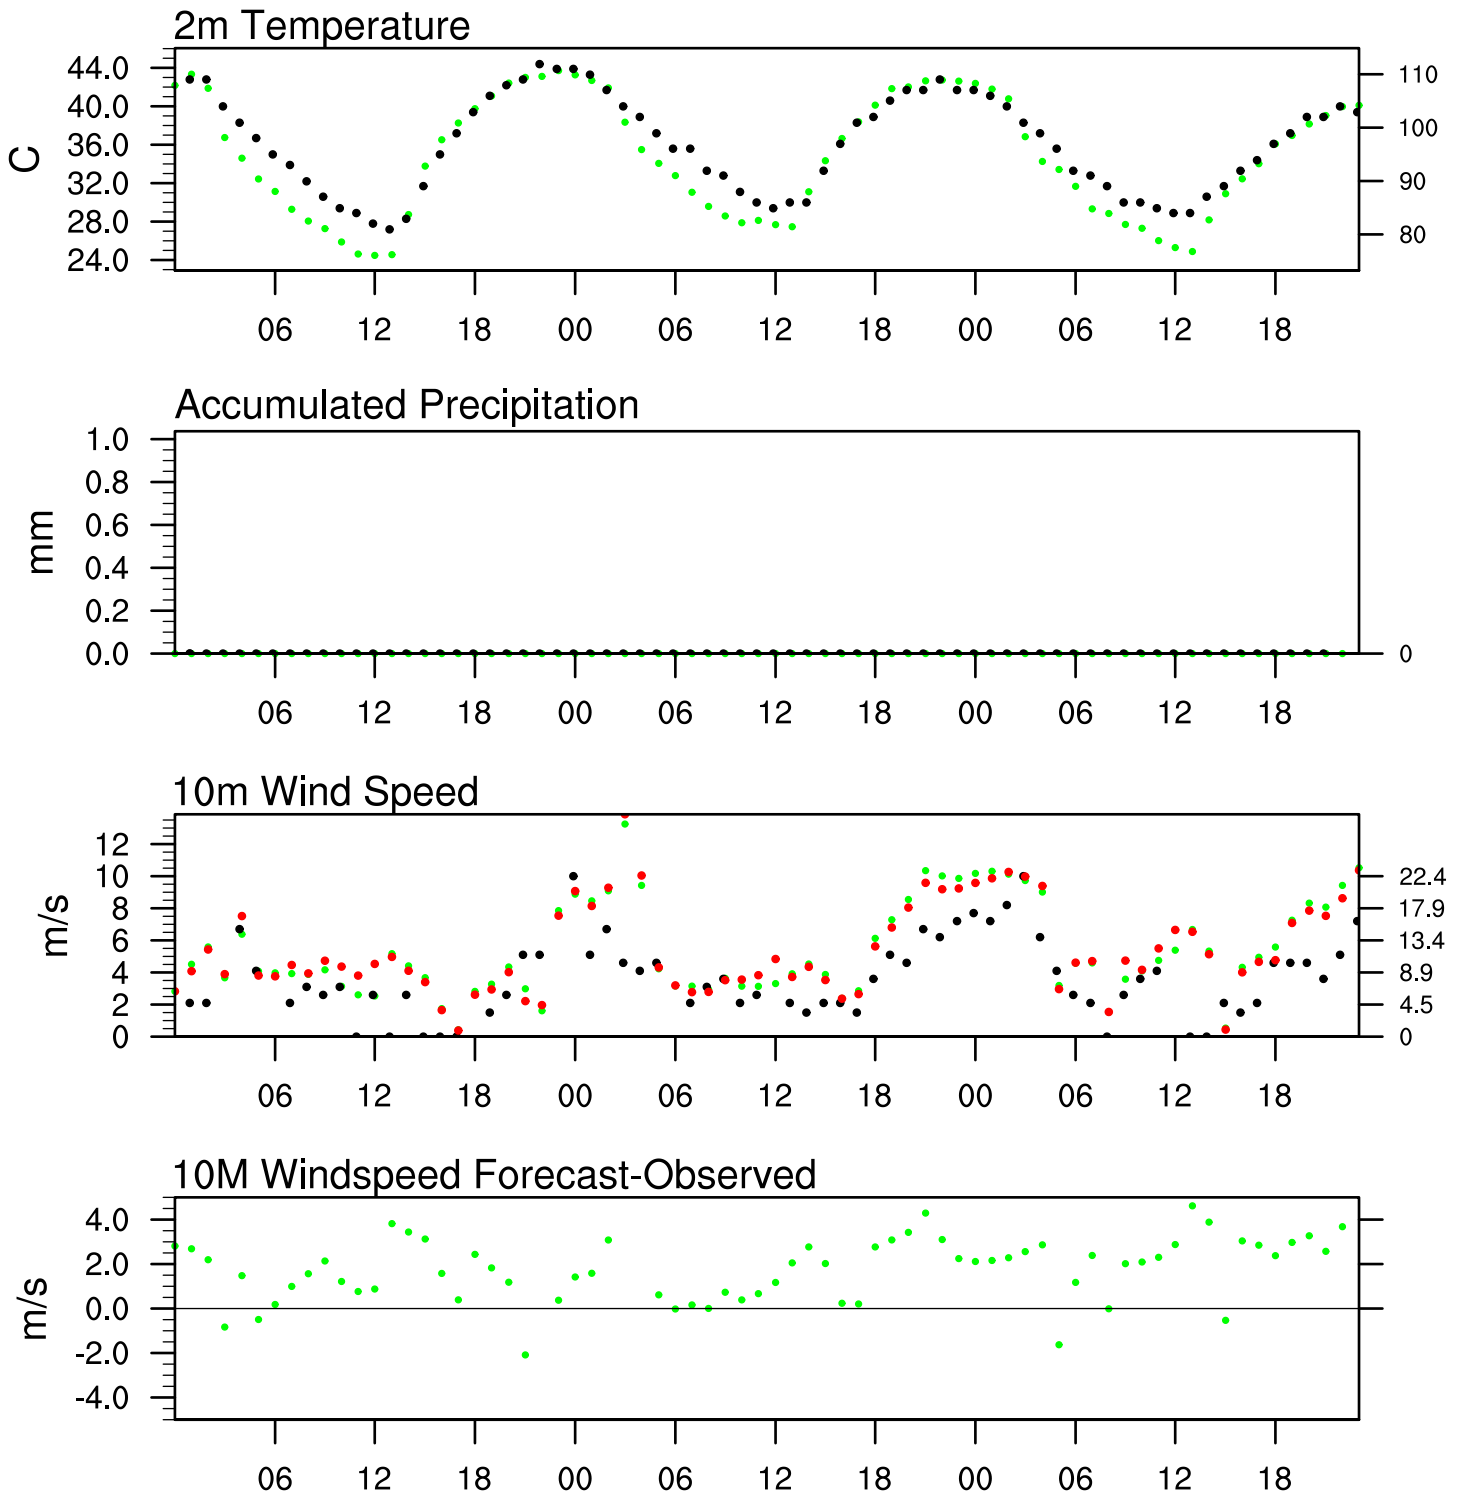 2m Temperature
44.0
40.0
36.0
32.0
28.0
24.0
C
110
100
90
80
06 12 18 00 06 12 18 00 06 12 18
Accumulated Precipitation
1.0
0.8
0.6
0.4
0.2
0.0
mm
0
06 12 18 00 06 12 18 00 06 12 18
10m Wind Speed
12
10
8
6
4
2
0
m/s
22.4
17.9
13.4
8.9
4.5
0
06 12 18 00 06 12 18 00 06 12 18
10M Windspeed Forecast-Observed
4.0
2.0
0.0
-2.0
-4.0
m/s
06 12 18 00 06 12 18 00 06 12 18